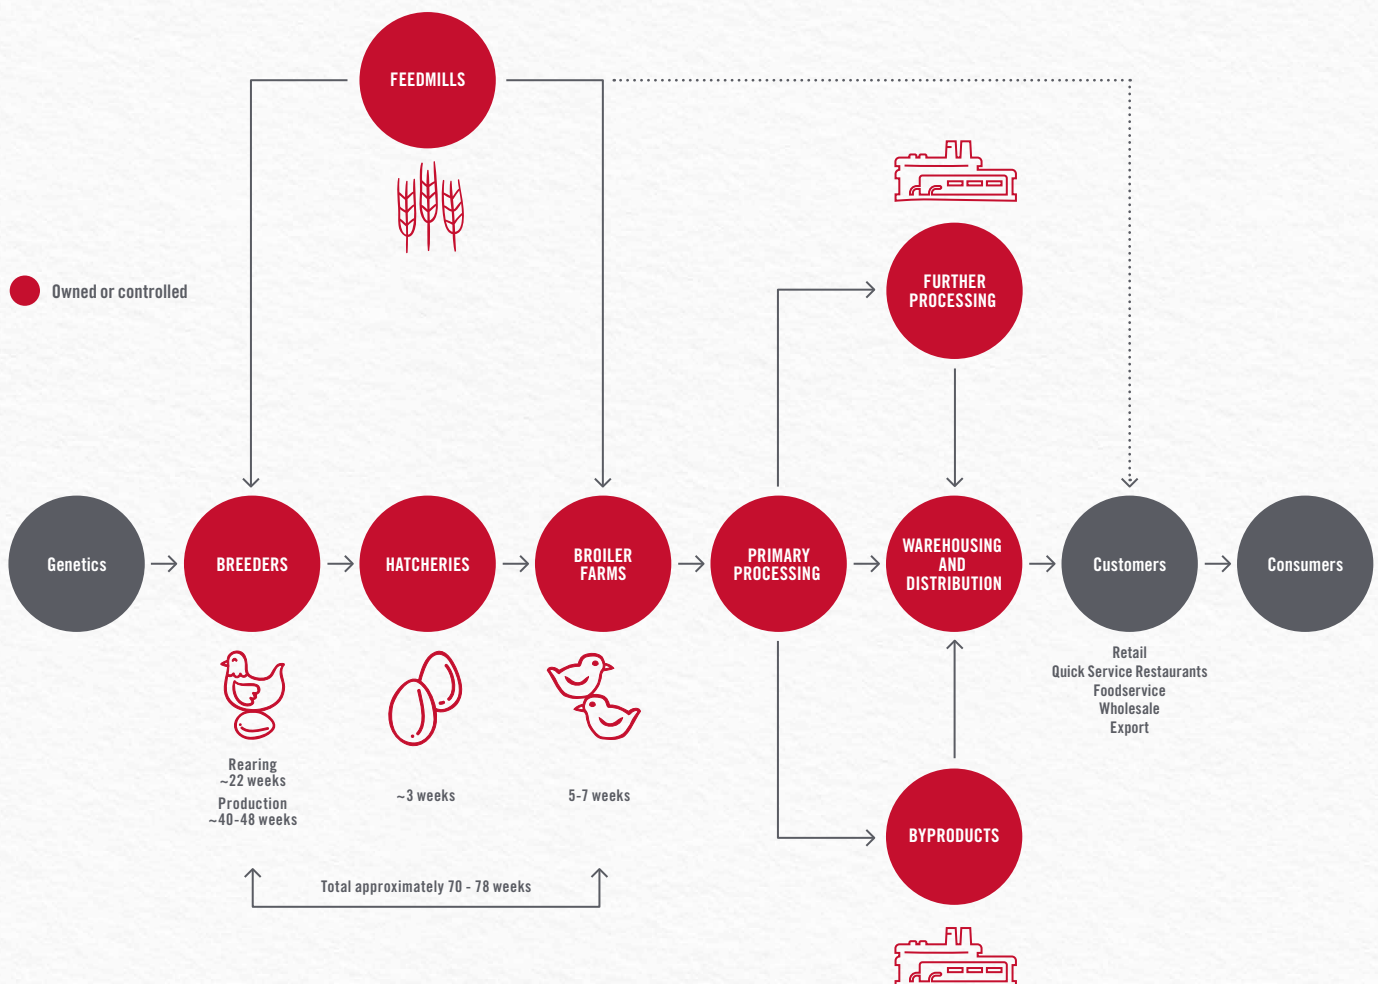 FEEDMILLS
FURTHER
PROCESSING
Owned or controlled
Genetics
BREEDERS
HATCHERIES
BROILER
FARMS
PRIMARY
PROCESSING
WAREHOUSING
AND
DISTRIBUTION
Customers
Consumers
Retail
Quick Service Restaurants
Foodservice
Wholesale
Export
Rearing
~22 weeks
Production
~40-48 weeks
~3 weeks
5-7 weeks
BYPRODUCTS
Total approximately 70 - 78 weeks